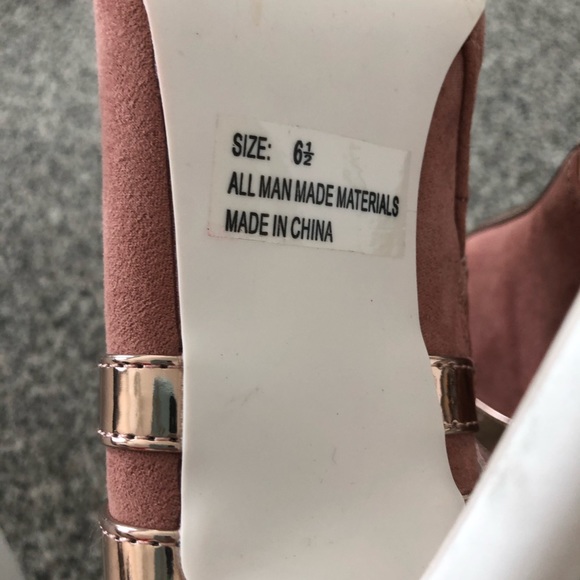 SIZE: 6½
ALL MAN MADE MATERIALS
MADE IN CHINA